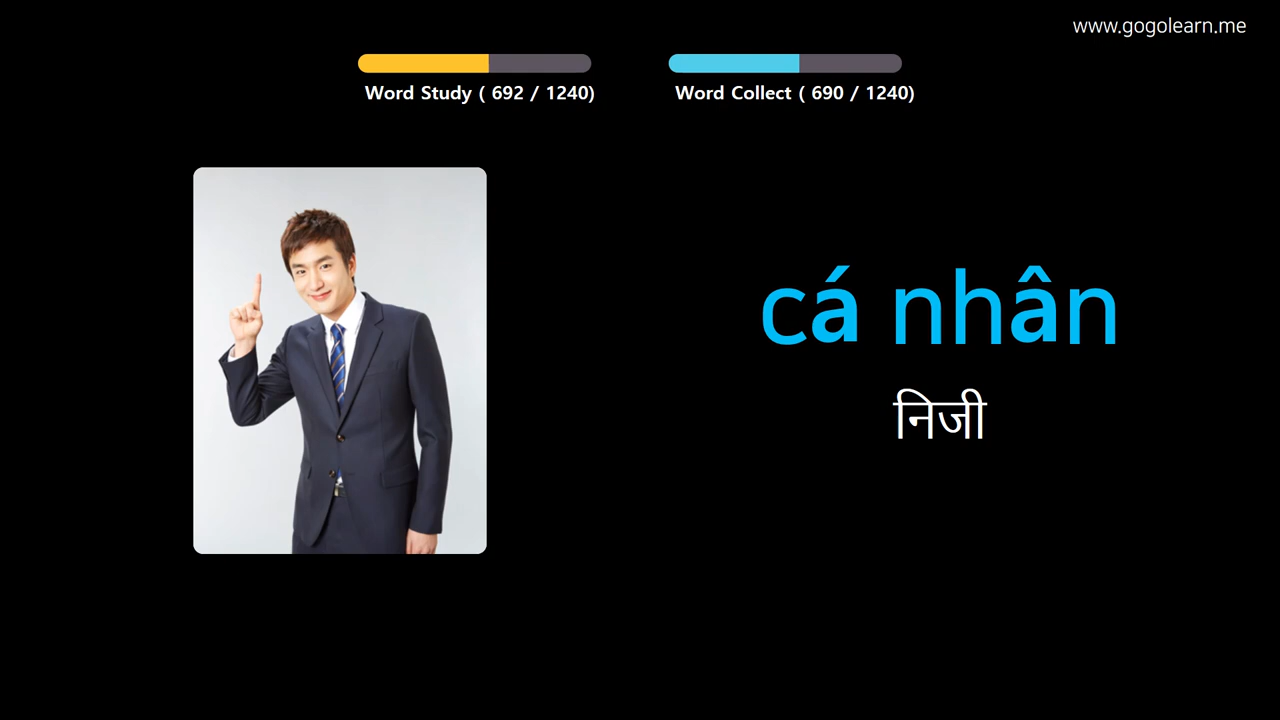 www.gogolearn.me
Word Study ( 692 / 1240)
Word Collect ( 690 / 1240)
cá nhân
निजी